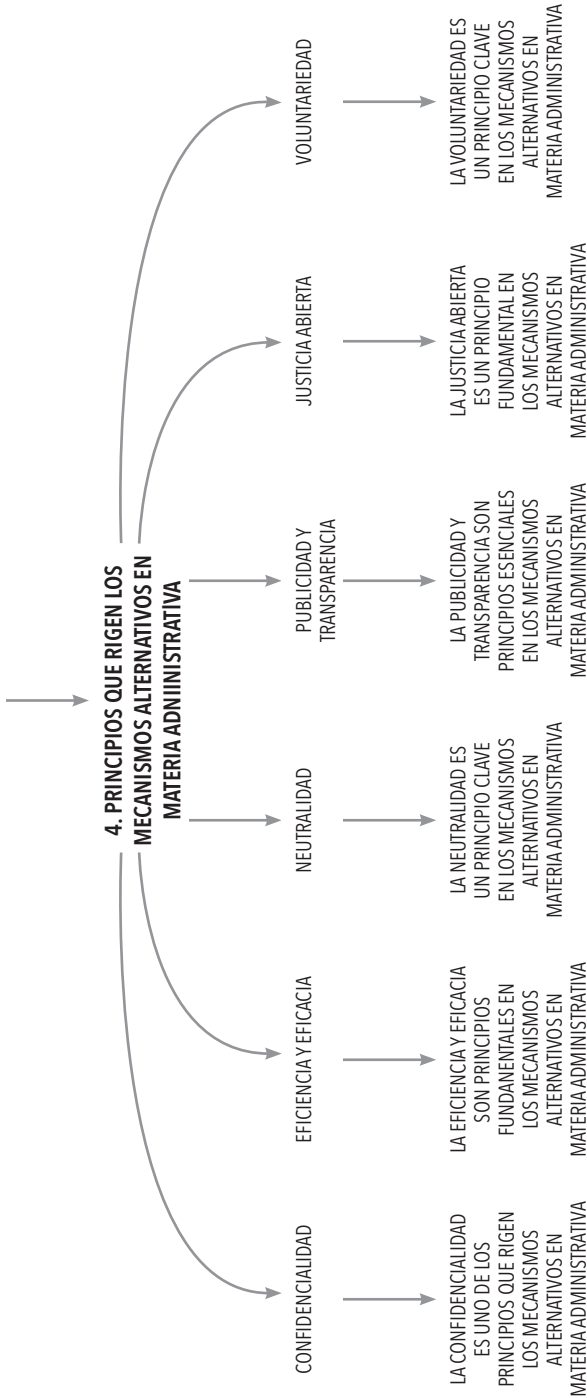 4. PRINCIPIOS QUE RIGEN LOS
MECANISMOS ALTERNATIVOS EN
MATERIA ADNIINISTRATIVA
CONFIDENCIALIDAD
LA CONFIDENCIALIDAD
ES UNO DE LOS
PRINCIPIOS QUE RIGEN
LOS MECANISMOS
ALTERNATIVOS EN
MATERIA ADMINISTRATIVA
EFICIENCIA Y EFICACIA
LA EFICIENCIA Y EFICACIA
SON PRINCIPIOS
FUNDANENTALES EN
LOS MECANISMOS
ALTERNATIVOS EN
MATERIA ADMINISTRATIVA
NEUTRALIDAD
LA NEUTRALIDAD ES
UN PRINCIPIO CLAVE
EN LOS MECANISMOS
ALTERNATIVOS EN
MATERIA ADMINISTRATIVA
PUBLICIDAD Y
TRANSPARENCIA
LA PUBLICIDAD Y
TRANSPARENCIA SON
PRINCIPIOS ESENCIALES
EN LOS MECANISMOS
ALTERNATIVOS EN
MATERIA ADMINISTRATIVA
JUSTICIA ABIERTA
LA JUSTICIA ABIERTA
ES UN PRINCIPIO
FUNDAMENTAL EN
LOS MECANISMOS
ALTERNATIVOS EN
MATERIA ADMINISTRATIVA
VOLUNTARIEDAD
LA VOLUNTARIEDAD ES
UN PRINCIPIO CLAVE
EN LOS MECANISMOS
ALTERNATIVOS EN
MATERIA ADMINISTRATIVA